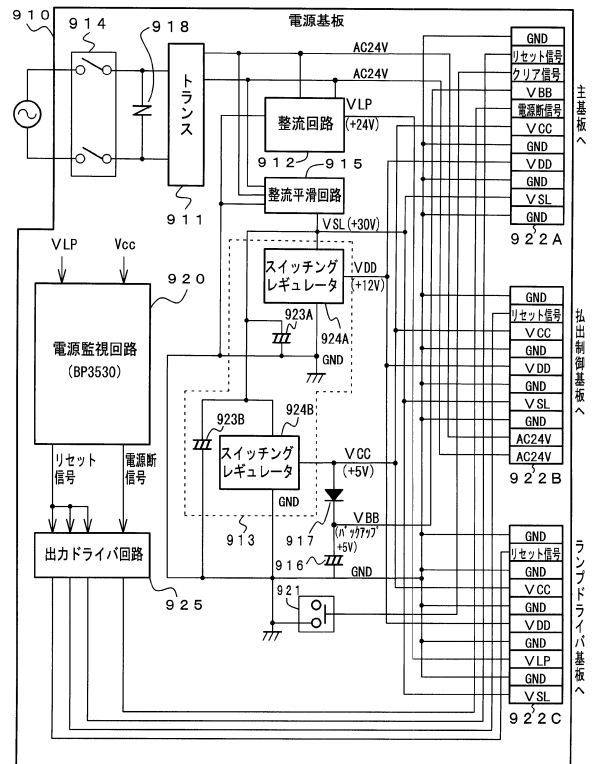 910
電源基板
914
918
トランス
911
AC24V
AC24V
整流回路
912
VLP
(+24V)
915
整流平滑回路
VSL(+30V)
スイッチング
レギュレータ
VDD
(+12V)
924A
923A
GND
923B
924B
スイッチング
レギュレータ
VCC
(+5V)
GND
913
917
VBB
(バックアップ
+5V)
916
GND
921
VLP
Vcc
920
電源監視回路
(BP3530)
リセット
信号
電源断
信号
出力ドライバ回路
925
GND
リセット信号
クリア信号
VBB
電源断信号
VCC
GND
VDD
GND
VSL
GND
922A
主基板へ
GND
リセット信号
VCC
GND
VDD
GND
VSL
GND
AC24V
AC24V
922B
払出制御基板へ
GND
リセット信号
GND
VCC
GND
VDD
GND
VLP
GND
VSL
922C
ランプドライバ基板へ